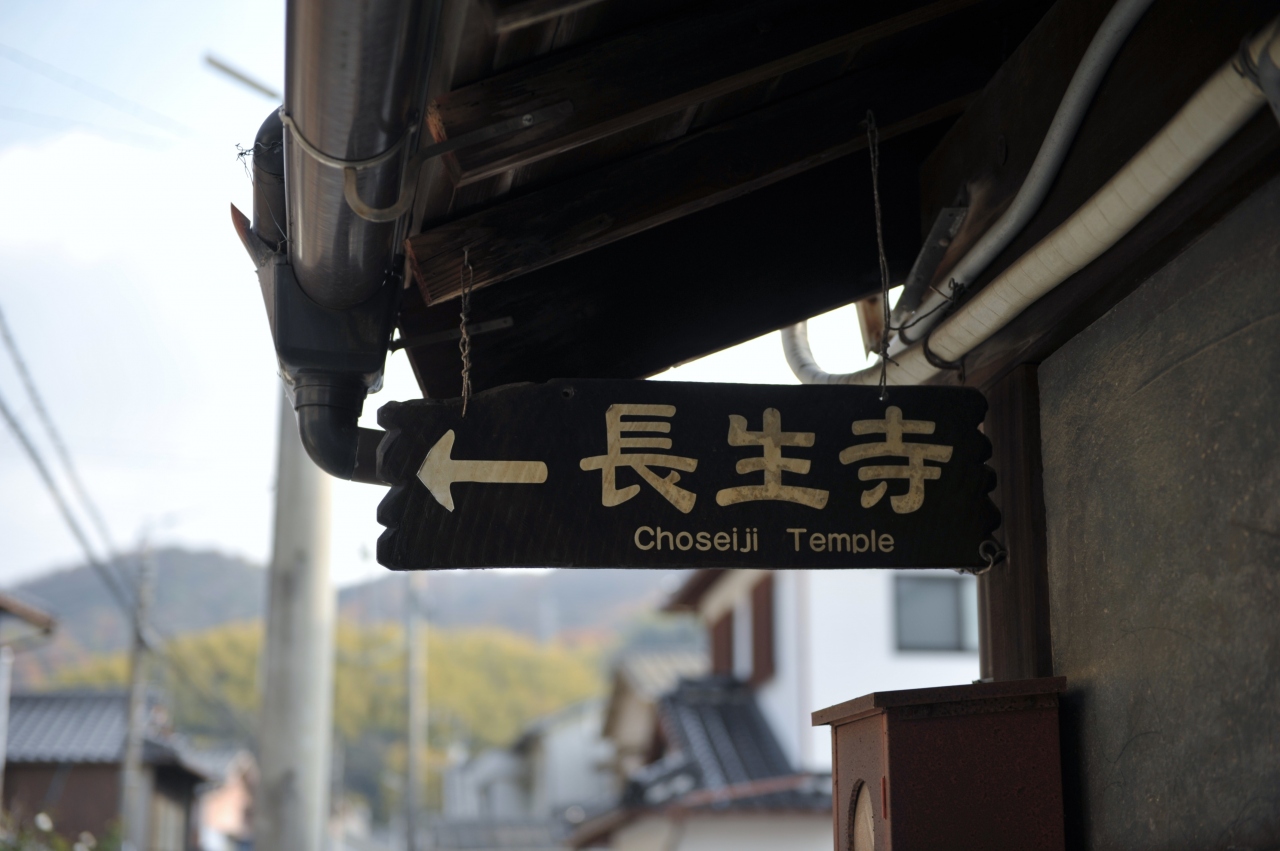 ← 長生寺
Choseiji Temple